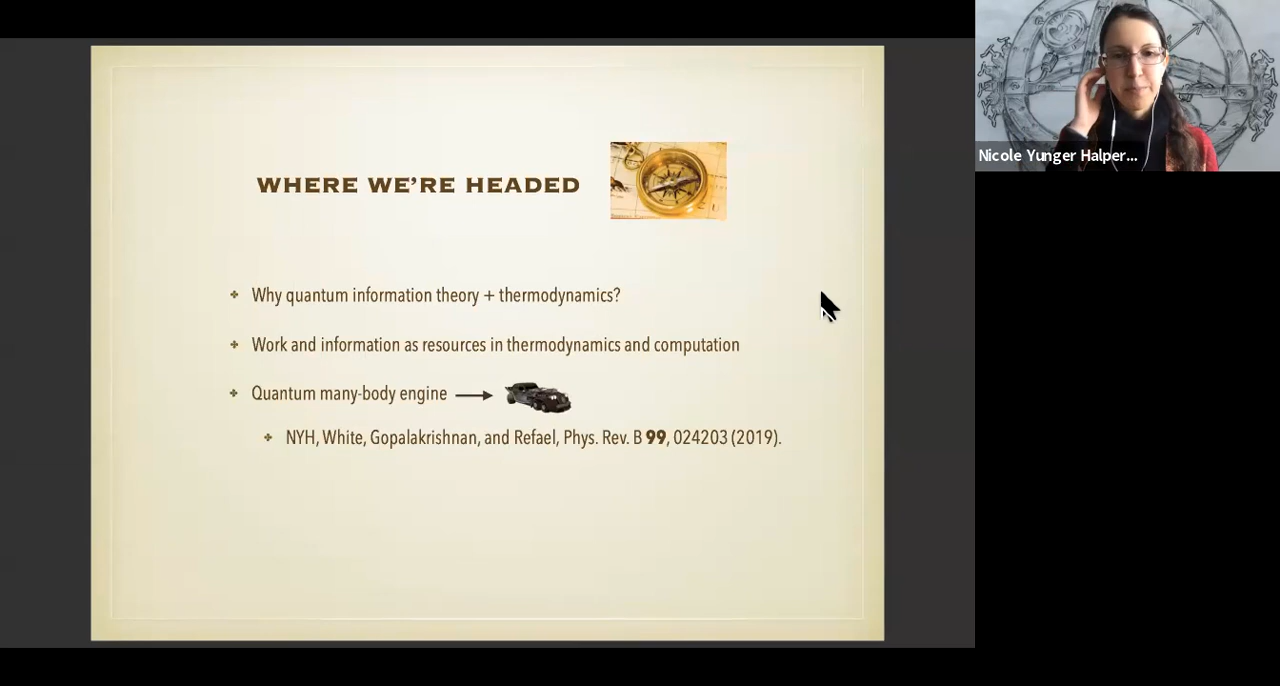 WHERE WE'RE HEADED
Why quantum information theory + thermodynamics?
Work and information as resources in thermodynamics and computation
Quantum many-body engine
NYH, White, Gopalakrishnan, and Refael, Phys. Rev. B 99, 024203 (2019).
Nicole Yunger Halper...